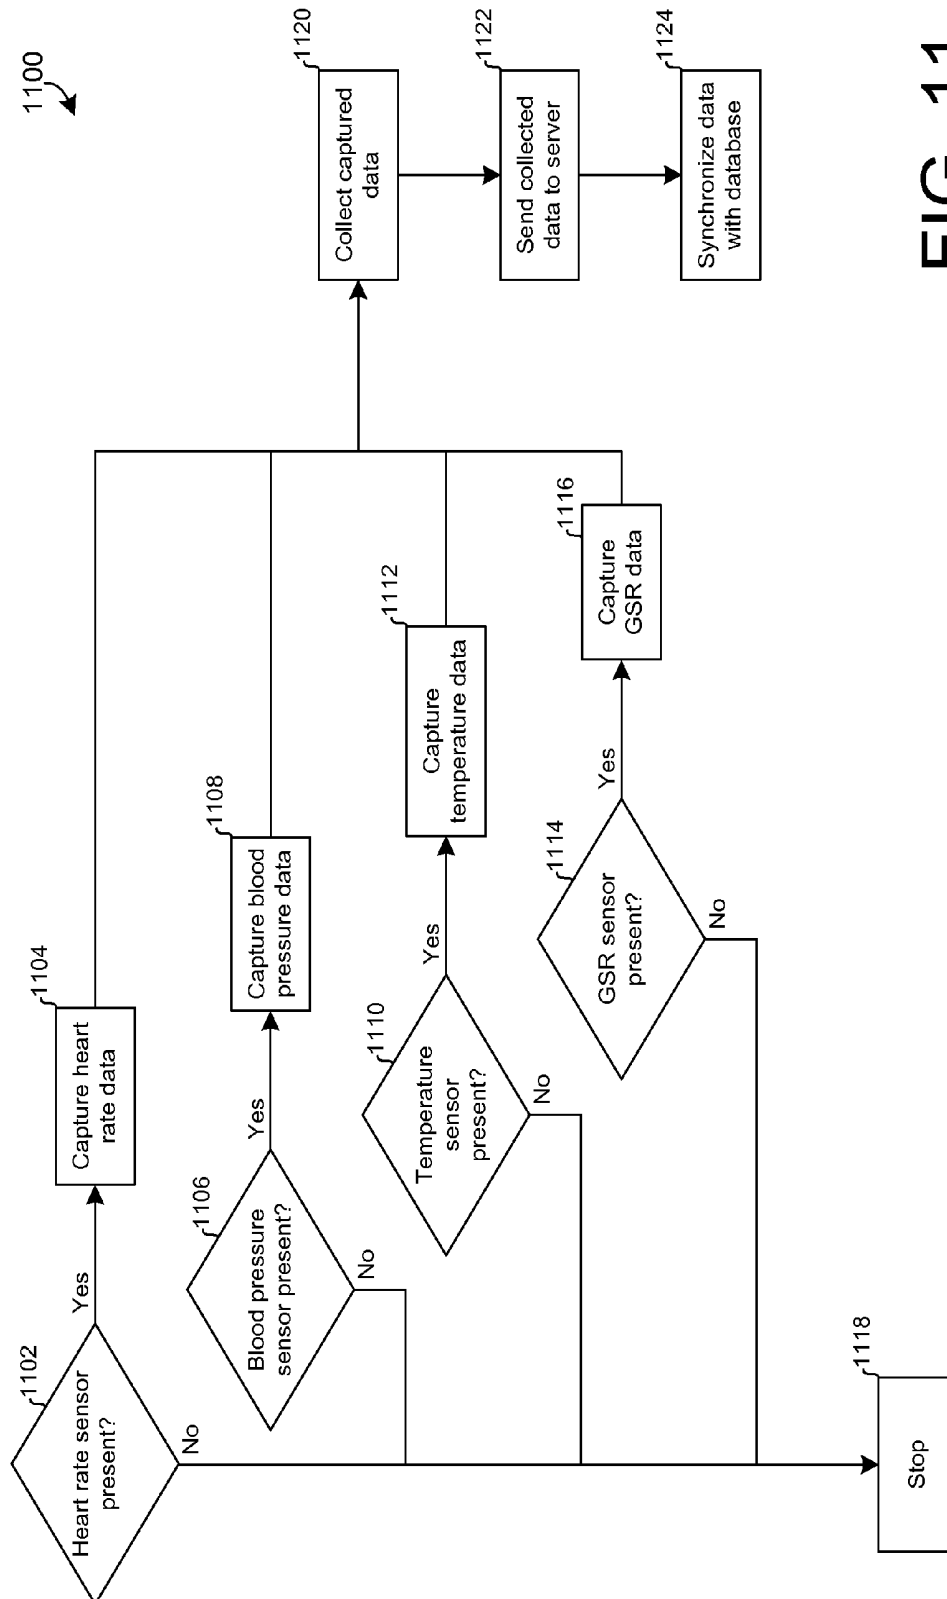 1100
1102
Heart rate sensor
present?
Yes
No
1104
Capture heart
rate data
1106
Blood pressure
sensor present?
Yes
No
1108
Capture blood
pressure data
1110
Temperature
sensor
present?
Yes
No
1112
Capture
temperature data
1114
GSR sensor
present?
Yes
No
1116
Capture
GSR data
1118
Stop
1120
Collect captured
data
1122
Send collected
data to server
1124
Synchronize data
with database
FIG. 11